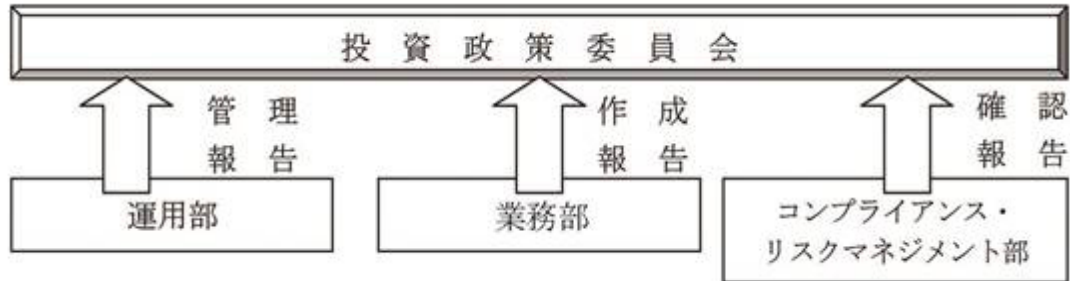 投資政策委員会
管理
報告
作成
報告
確認
報告
運用部
業務部
コンプライアンス・
リスクマネジメント部